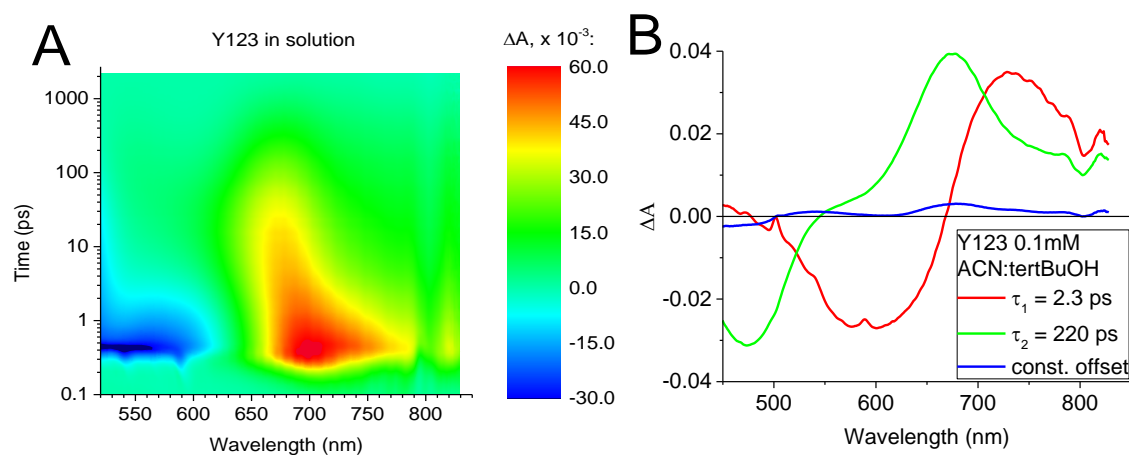 A
Y123 in solution
ΔA, x 10⁻³:
1000
100
10
1
0.1
Time (ps)
550 600 650 700 750 800
Wavelength (nm)
60.0
45.0
30.0
15.0
0.0
-15.0
-30.0
B
0.04
0.02
0.00
-0.02
-0.04
ΔA
500 600 700 800
Wavelength (nm)
Y123 0.1mM
ACN:tertBuOH
τ₁ = 2.3 ps
τ₂ = 220 ps
const. offset